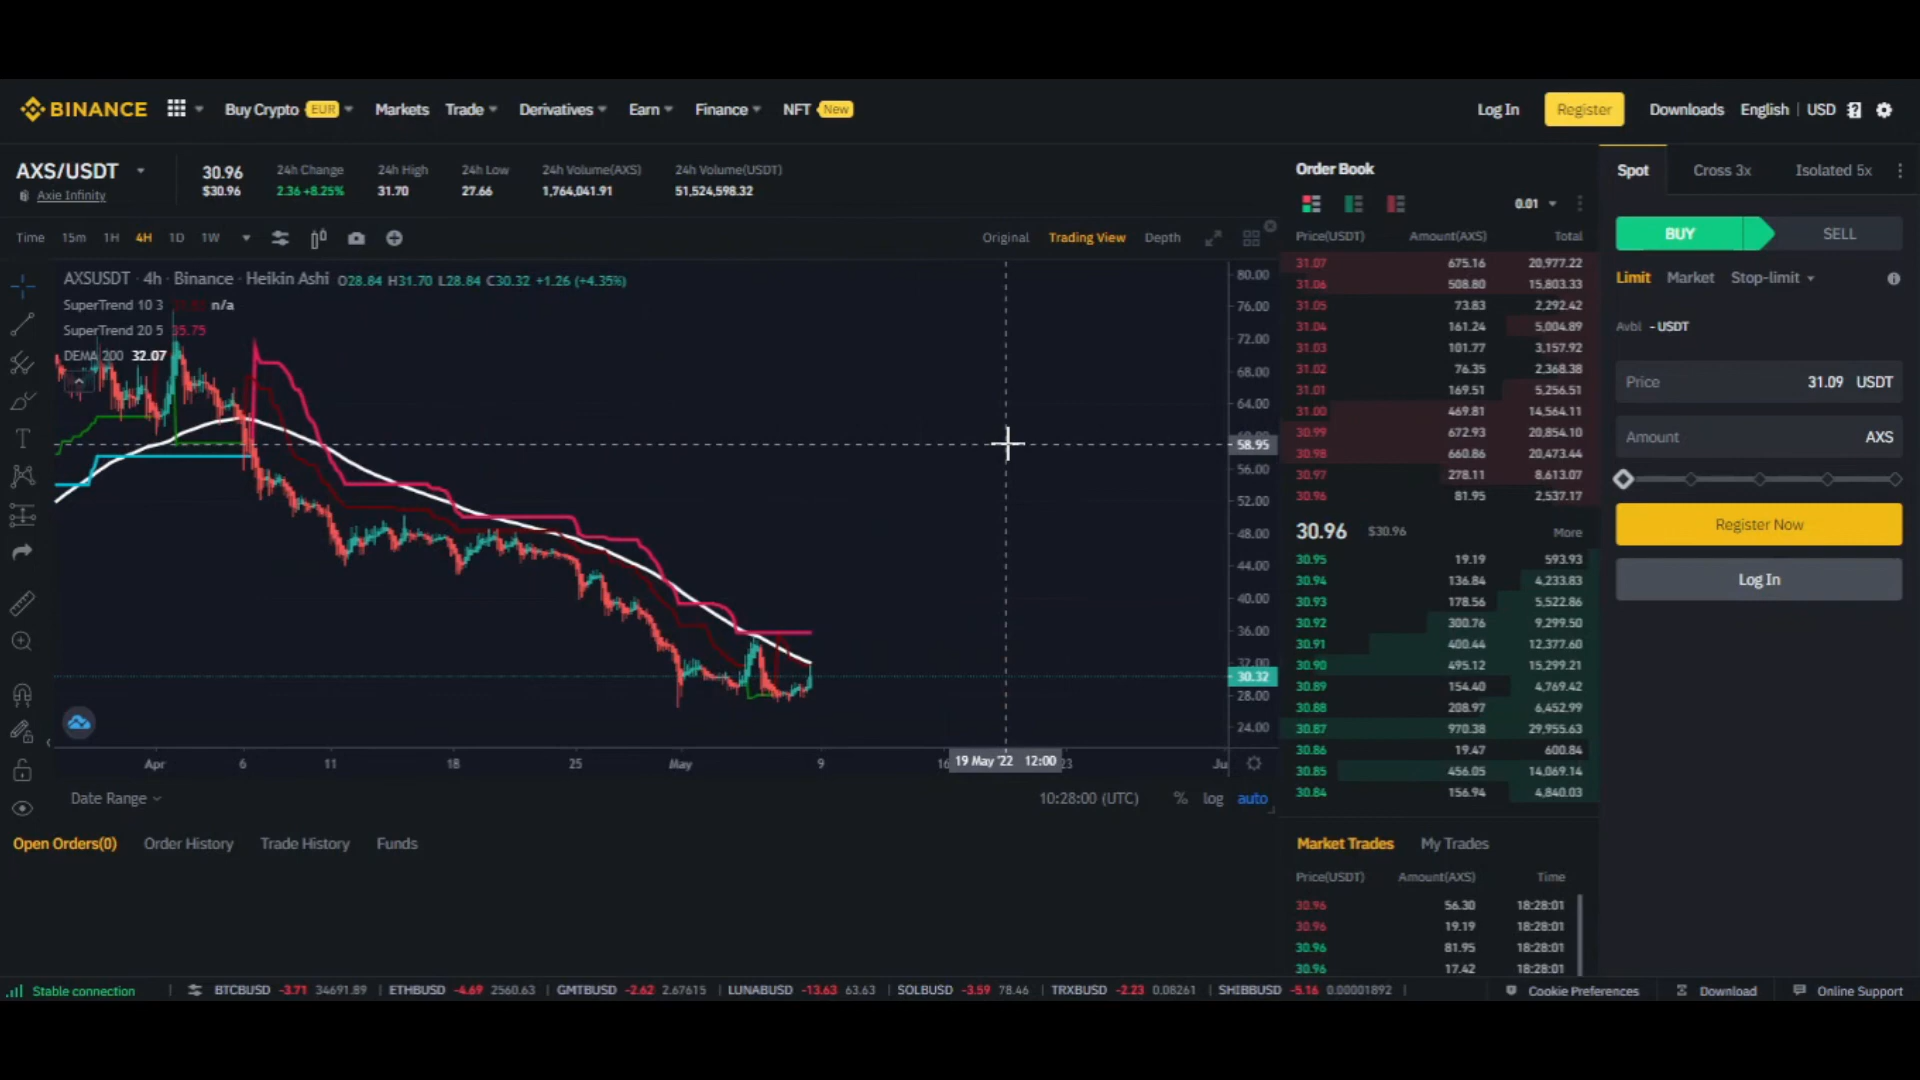 BINANCE Buy Crypto EUR Markets Trade Derivatives Earn Finance NFT New Log In Register Downloads English USD
AXS/USDT
Axie Infinity
30.96
$30.96
24h Change
2.36 +8.25%
24h High
31.70
24h Low
27.66
24h Volume(AXS)
1,764,041.91
24h Volume(USDT)
51,524,598.32
Time 15m 1H 4H 1D 1W
Original Trading View Depth
AXSUSDT · 4h · Binance · Heikin Ashi O28.84 H31.70 L28.84 C30.32 +1.26 (+4.35%)
SuperTrend 10 3 n/a
SuperTrend 20 5 35.75
DEMA 200 32.07
80.00
76.00
72.00
68.00
64.00
58.95
56.00
52.00
48.00
44.00
40.00
36.00
32.00
30.32
28.00
24.00
Apr 6 11 18 25 May 9 16 19 May '22 12:00 23 Ju
Date Range
10:28:00 (UTC) % log auto
Open Orders(0) Order History Trade History Funds
Order Book
0.01
Price(USDT) Amount(AXS) Total
31.07 675.16 20,977.22
31.06 508.80 15,803.33
31.05 73.83 2,292.42
31.04 161.24 5,004.89
31.03 101.77 3,157.92
31.02 76.35 2,368.38
31.01 169.51 5,256.51
31.00 469.81 14,564.11
30.99 672.93 20,854.10
30.98 660.86 20,473.44
30.97 278.11 8,613.07
30.96 81.95 2,537.17
30.96 $30.96 More
30.95 19.19 593.93
30.94 136.84 4,233.83
30.93 178.56 5,522.86
30.92 300.76 9,299.50
30.91 400.44 12,377.60
30.90 495.12 15,299.21
30.89 154.40 4,769.42
30.88 208.97 6,452.99
30.87 970.38 29,955.63
30.86 19.47 600.84
30.85 456.05 14,069.14
30.84 156.94 4,840.03
Market Trades My Trades
Price(USDT) Amount(AXS) Time
30.96 56.30 18:28:01
30.96 19.19 18:28:01
30.96 81.95 18:28:01
30.96 17.42 18:28:01
Spot Cross 3x Isolated 5x
BUY SELL
Limit Market Stop-limit
Avbl - USDT
Price 31.09 USDT
Amount AXS
Register Now
Log In
Stable connection BTCBUSD -3.71 34691.89 ETHBUSD -4.69 2560.63 GMTBUSD -2.62 2.67615 LUNABUSD -13.63 63.63 SOLBUSD -3.59 78.46 TRXBUSD -2.23 0.08261 SHIBBUSD -5.16 0.00001892 Cookie Preferences Download Online Support